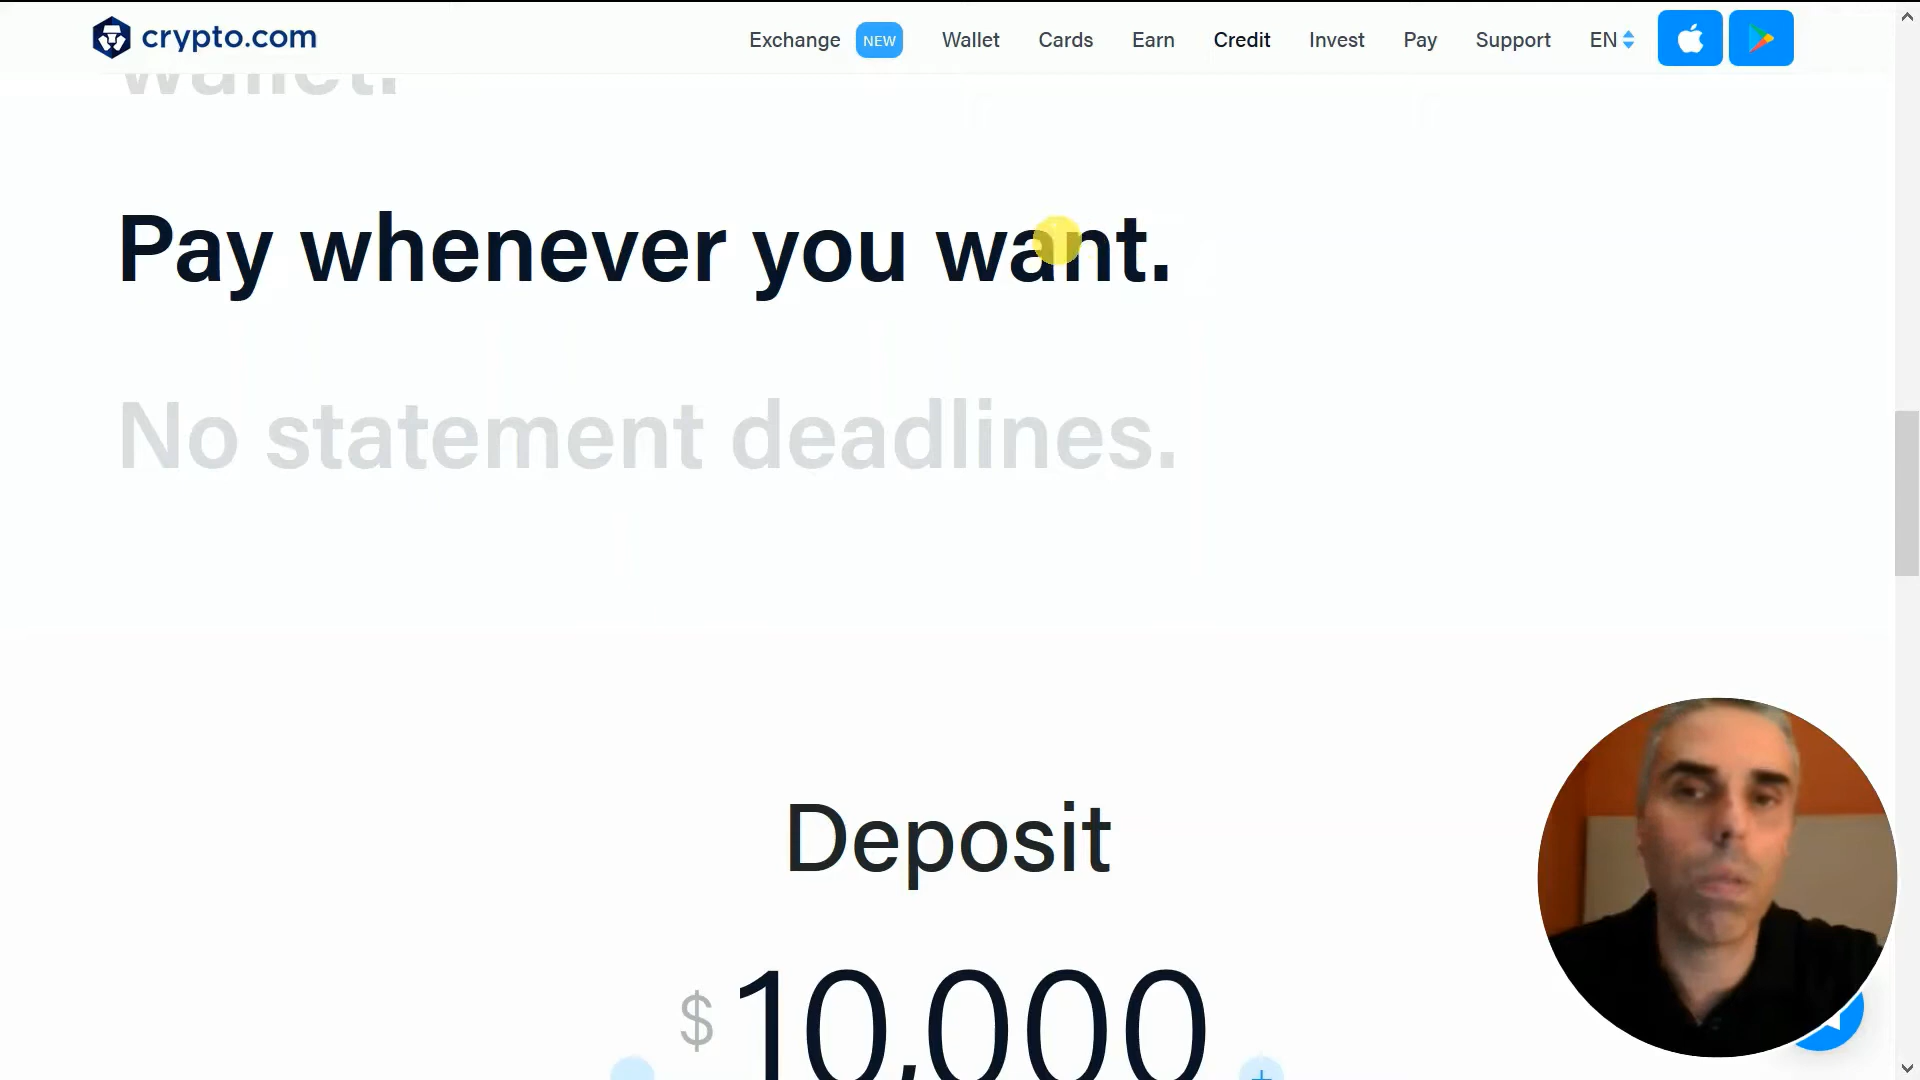 crypto.com
Exchange NEW Wallet Cards Earn Credit Invest Pay Support EN
wallet.
Pay whenever you want.
No statement deadlines.
Deposit
$ 10,000
+